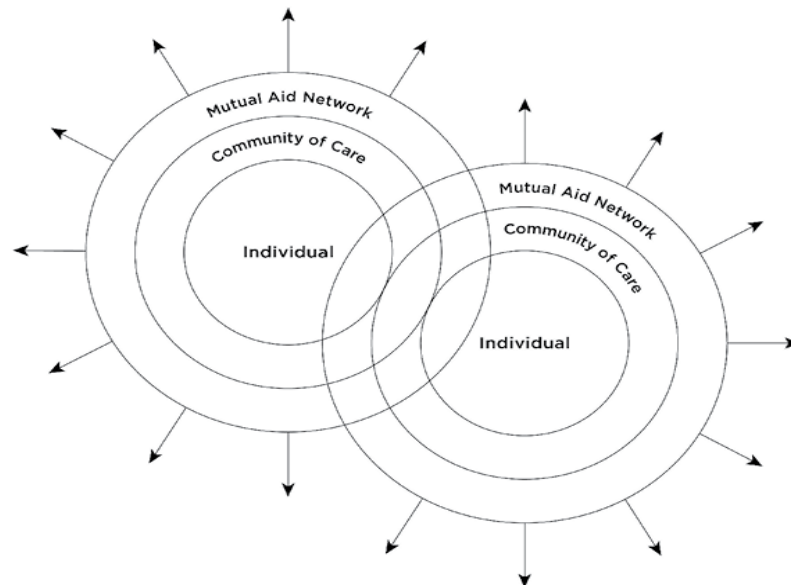 Mutual Aid Network
Community of Care
Individual
Mutual Aid Network
Community of Care
Individual